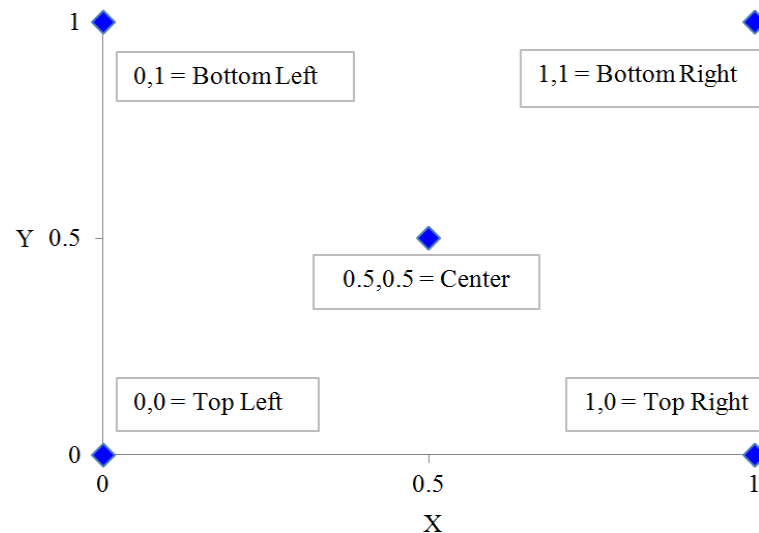 1
0,1 = Bottom Left
1,1 = Bottom Right
Y 0.5
0.5,0.5 = Center
0,0 = Top Left
1,0 = Top Right
0
0 0.5 1
X